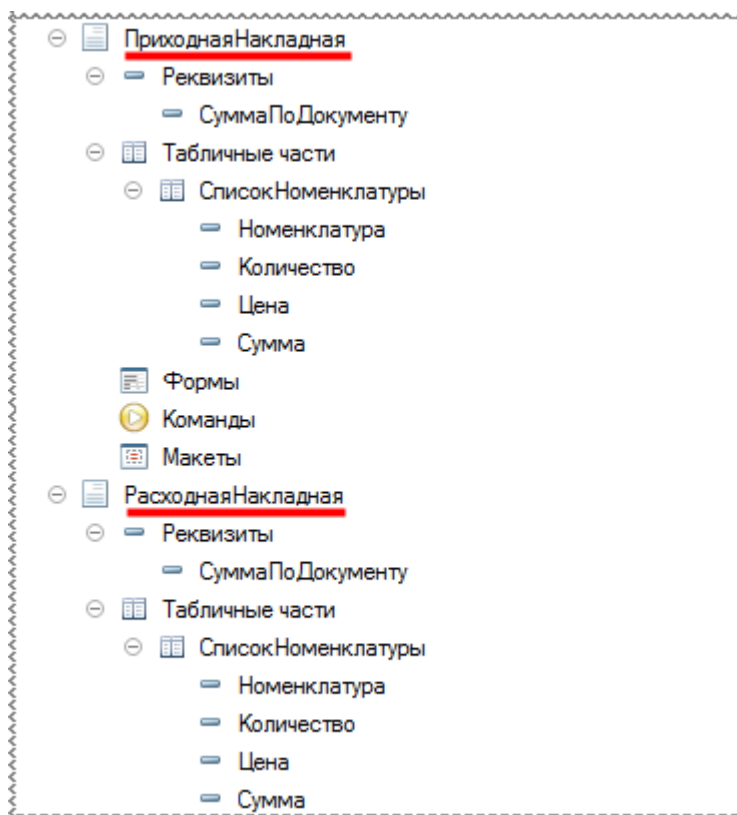 ПриходнаяНакладная
Реквизиты
СуммаПоДокументу
Табличные части
СписокНоменклатуры
Номенклатура
Количество
Цена
Сумма
Формы
Команды
Макеты
РасходнаяНакладная
Реквизиты
СуммаПоДокументу
Табличные части
СписокНоменклатуры
Номенклатура
Количество
Цена
Сумма